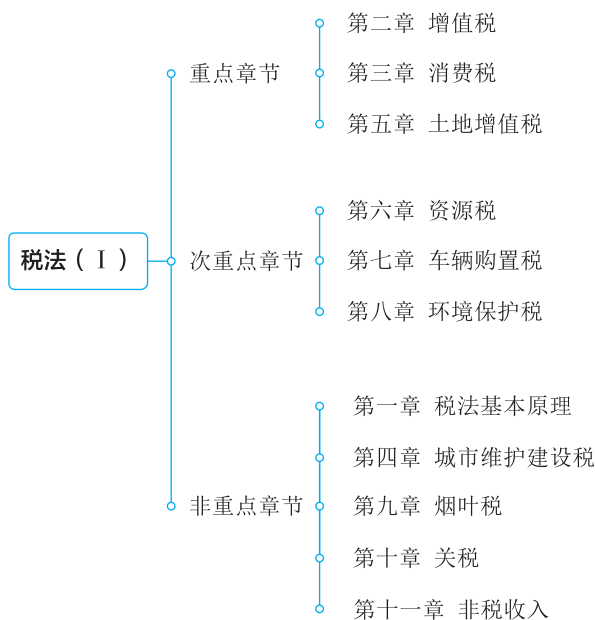 税法（Ⅰ）
重点章节
第二章 增值税
第三章 消费税
第五章 土地增值税
次重点章节
第六章 资源税
第七章 车辆购置税
第八章 环境保护税
非重点章节
第一章 税法基本原理
第四章 城市维护建设税
第九章 烟叶税
第十章 关税
第十一章 非税收入